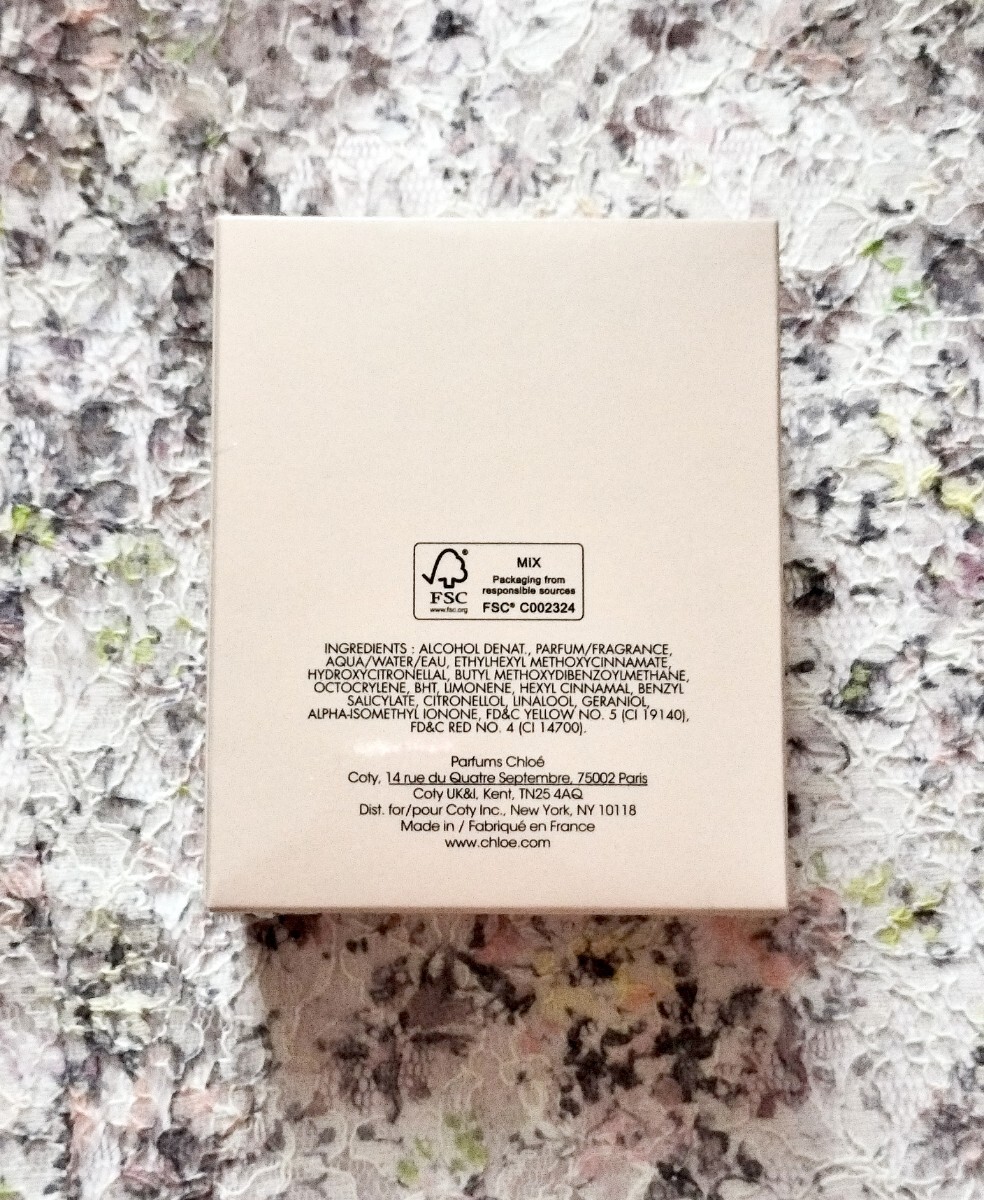 FSC®
www.fsc.org
MIX
Packaging from
responsible sources
FSC® C002324
INGREDIENTS : ALCOHOL DENAT., PARFUM/FRAGRANCE,
AQUA/WATER/EAU, ETHYLHEXYL METHOXYCINNAMATE,
HYDROXYCITRONELLAL, BUTYL METHOXYDIBENZOYLMETHANE,
OCTOCRYLENE, BHT, LIMONENE, HEXYL CINNAMAL, BENZYL
SALICYLATE, CITRONELLOL, LINALOOL, GERANIOL,
ALPHA-ISOMETHYL IONONE, FD&C YELLOW NO. 5 (CI 19140),
FD&C RED NO. 4 (CI 14700).
Parfums Chloé
Coty, 14 rue du Quatre Septembre, 75002 Paris
Coty UK&I, Kent, TN25 4AQ
Dist. for/pour Coty Inc., New York, NY 10118
Made in / Fabriqué en France
www.chloe.com